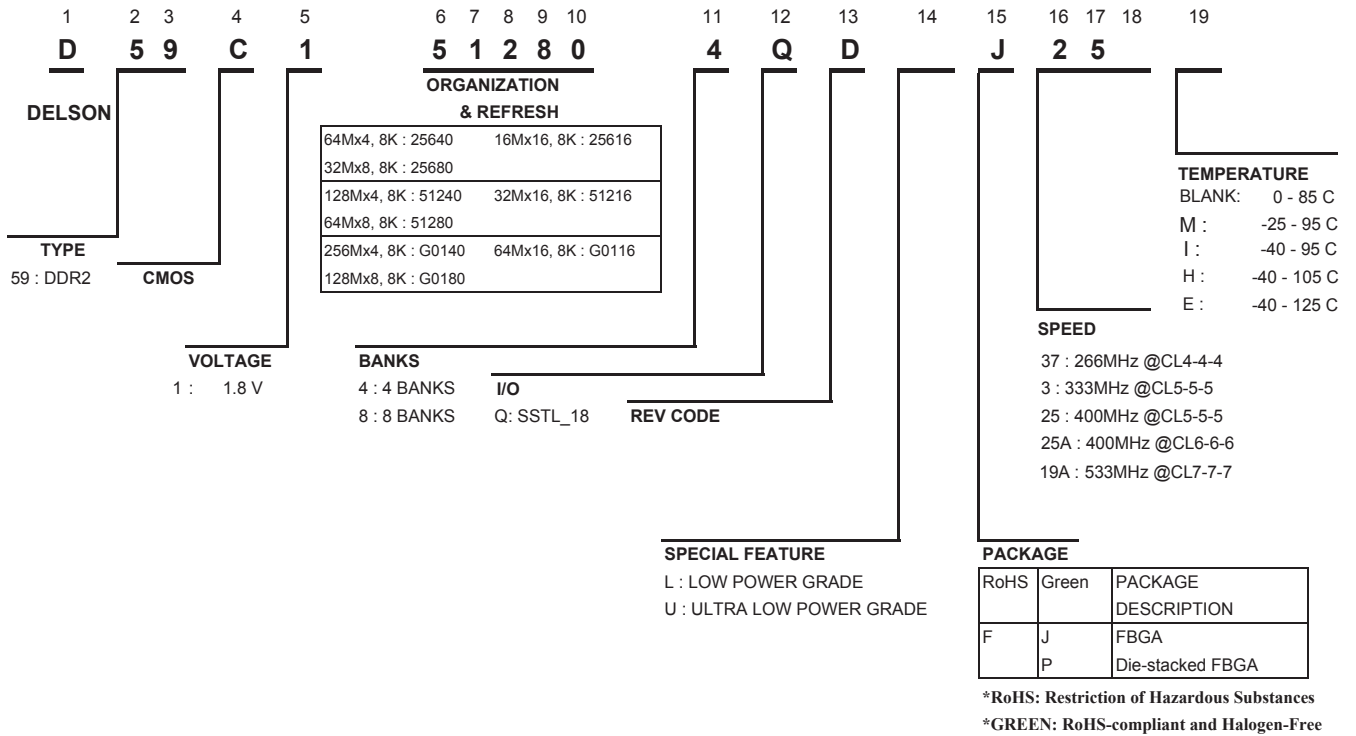 1 2 3 4 5 6 7 8 9 10 11 12 13 14 15 16 17 18 19
D 5 9 C 1 5 1 2 8 0 4 Q D J 2 5
DELSON
ORGANIZATION
& REFRESH
64Mx4, 8K : 25640 16Mx16, 8K : 25616
32Mx8, 8K : 25680
128Mx4, 8K : 51240 32Mx16, 8K : 51216
64Mx8, 8K : 51280
256Mx4, 8K : G0140 64Mx16, 8K : G0116
128Mx8, 8K : G0180
TYPE
59 : DDR2
CMOS
VOLTAGE
1 : 1.8 V
BANKS
4 : 4 BANKS
8 : 8 BANKS
I/O
Q: SSTL_18
REV CODE
TEMPERATURE
BLANK: 0 - 85 C
M : -25 - 95 C
I : -40 - 95 C
H : -40 - 105 C
E : -40 - 125 C
SPEED
37 : 266MHz @CL4-4-4
3 : 333MHz @CL5-5-5
25 : 400MHz @CL5-5-5
25A : 400MHz @CL6-6-6
19A : 533MHz @CL7-7-7
SPECIAL FEATURE
L : LOW POWER GRADE
U : ULTRA LOW POWER GRADE
PACKAGE
RoHS Green PACKAGE
DESCRIPTION
F J FBGA
P Die-stacked FBGA
*RoHS: Restriction of Hazardous Substances
*GREEN: RoHS-compliant and Halogen-Free